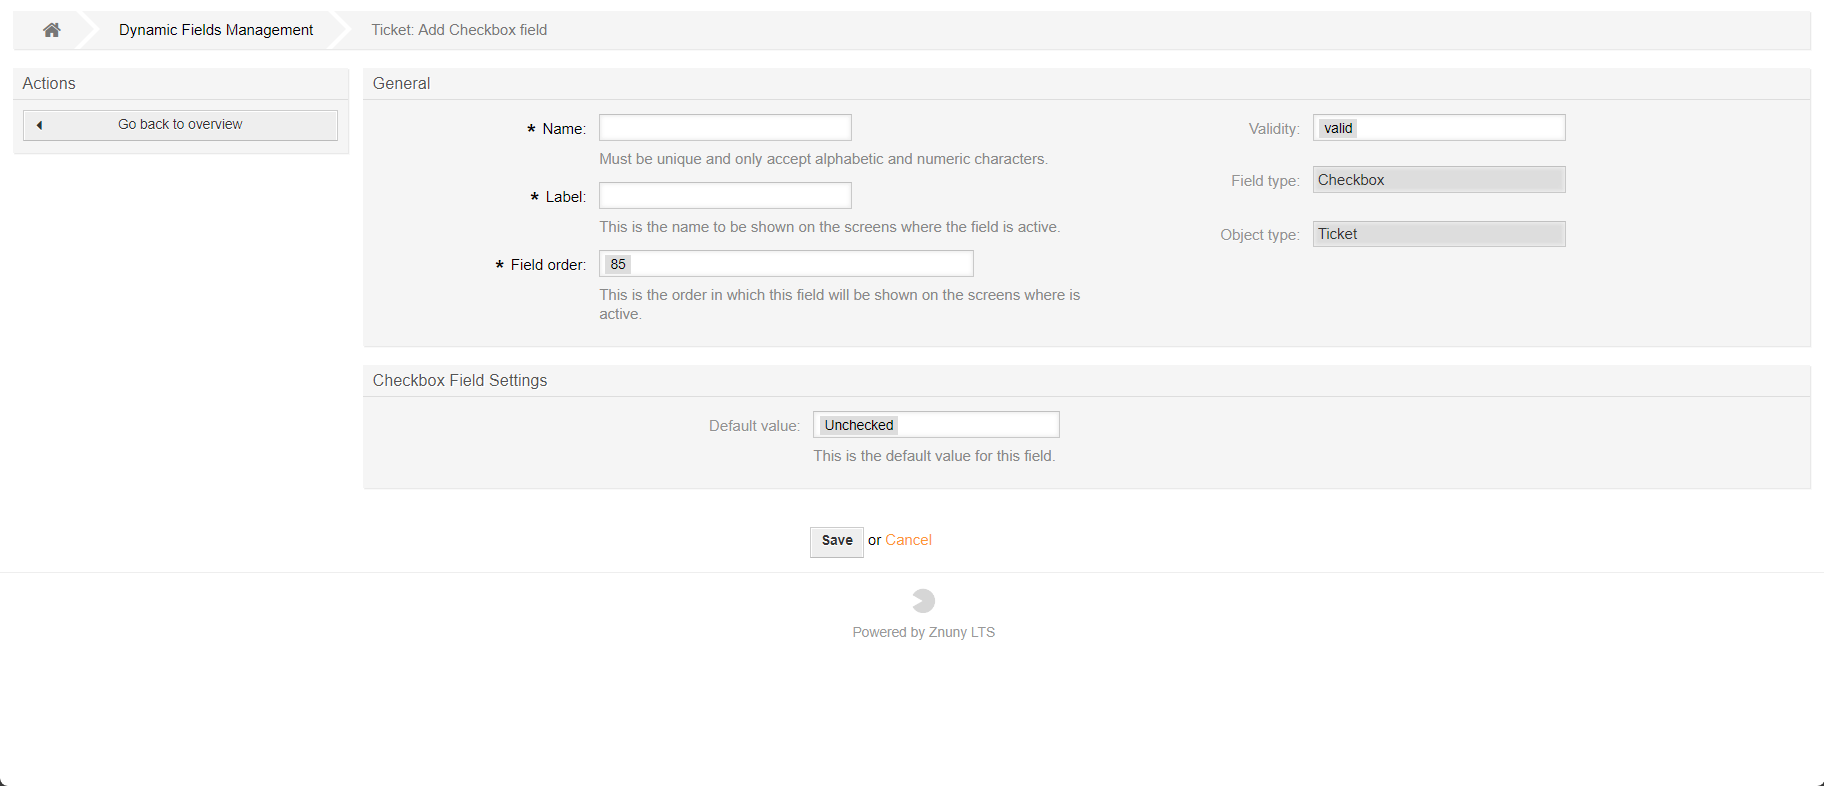 Dynamic Fields Management
Ticket: Add Checkbox field
Actions
Go back to overview
General
* Name:
Must be unique and only accept alphabetic and numeric characters.
* Label:
This is the name to be shown on the screens where the field is active.
* Field order: 85
This is the order in which this field will be shown on the screens where is
active.
Validity: valid
Field type: Checkbox
Object type: Ticket
Checkbox Field Settings
Default value: Unchecked
This is the default value for this field.
Save or Cancel
Powered by Znuny LTS